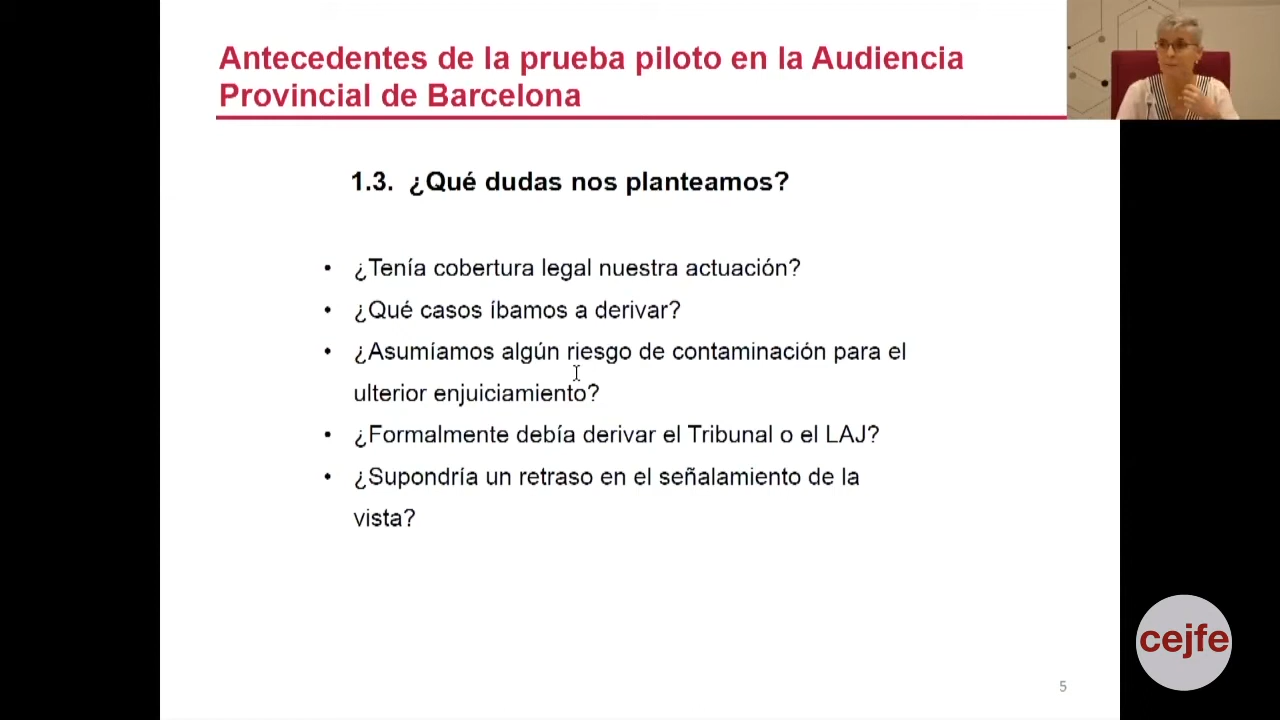 Antecedentes de la prueba piloto en la Audiencia
Provincial de Barcelona
1.3. ¿Qué dudas nos planteamos?
• ¿Tenía cobertura legal nuestra actuación?
• ¿Qué casos íbamos a derivar?
• ¿Asumíamos algún riesgo de contaminación para el
ulterior enjuiciamiento?
• ¿Formalmente debía derivar el Tribunal o el LAJ?
• ¿Supondría un retraso en el señalamiento de la
vista?
cejfe
5